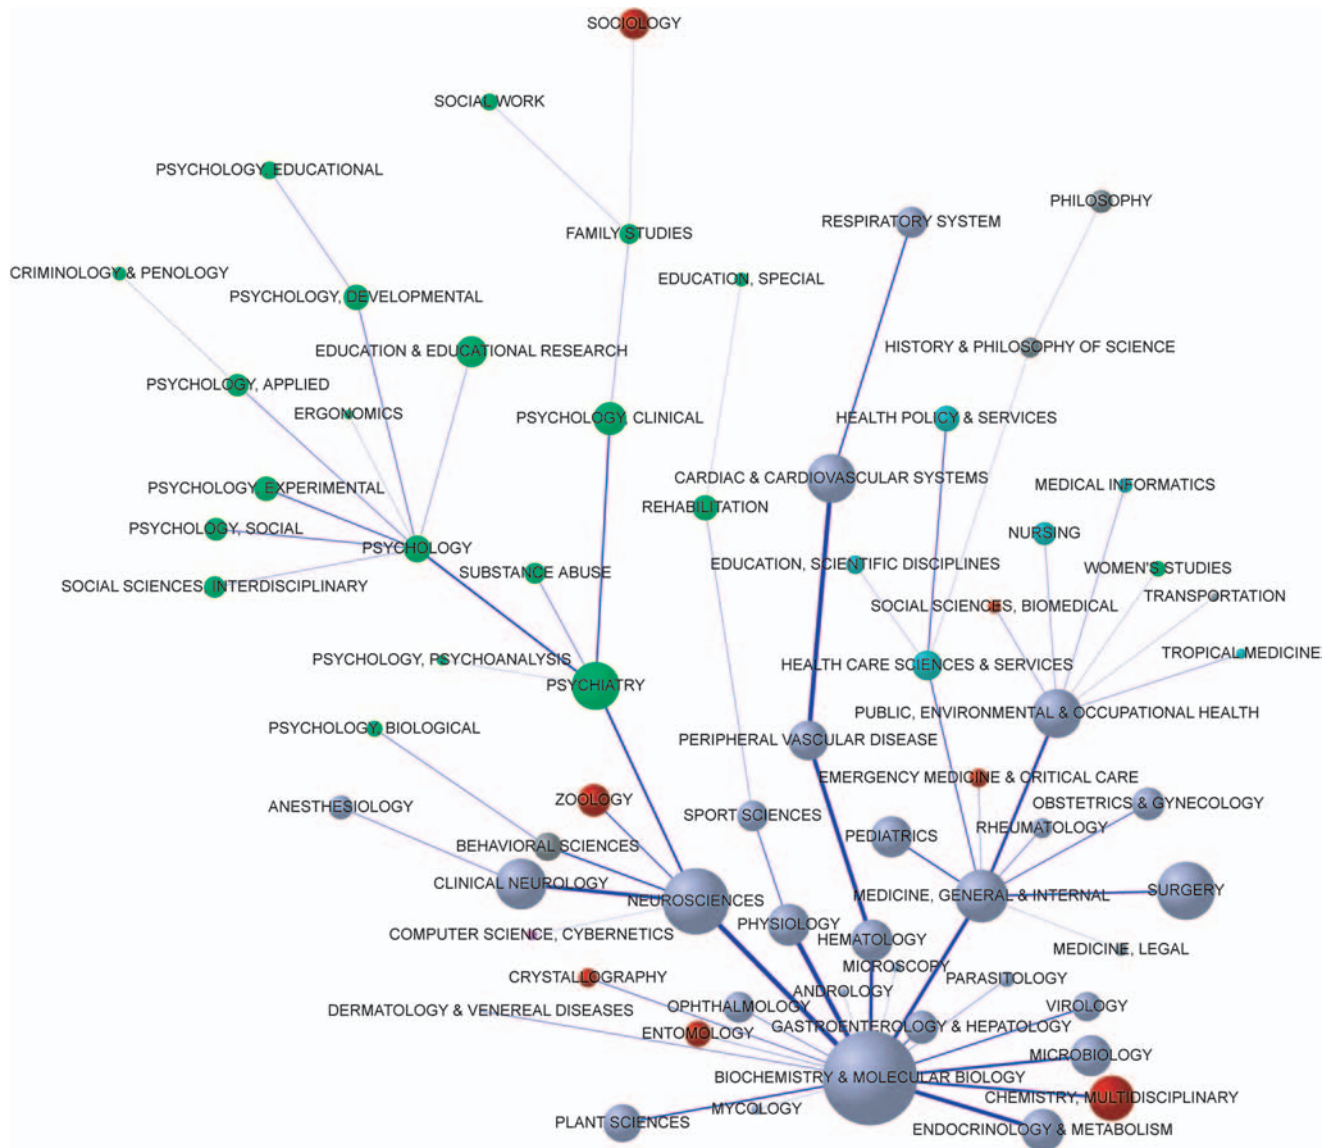 SOCIOLOGY
SOCIAL WORK
PSYCHOLOGY, EDUCATIONAL
PHILOSOPHY
RESPIRATORY SYSTEM
FAMILY STUDIES
CRIMINOLOGY & PENOLOGY
EDUCATION, SPECIAL
PSYCHOLOGY, DEVELOPMENTAL
HISTORY & PHILOSOPHY OF SCIENCE
EDUCATION & EDUCATIONAL RESEARCH
PSYCHOLOGY, APPLIED
ERGONOMICS
PSYCHOLOGY, CLINICAL
HEALTH POLICY & SERVICES
CARDIAC & CARDIOVASCULAR SYSTEMS
MEDICAL INFORMATICS
PSYCHOLOGY, EXPERIMENTAL
REHABILITATION
PSYCHOLOGY, SOCIAL
NURSING
PSYCHOLOGY
EDUCATION, SCIENTIFIC DISCIPLINES
WOMEN'S STUDIES
SUBSTANCE ABUSE
SOCIAL SCIENCES, INTERDISCIPLINARY
TRANSPORTATION
SOCIAL SCIENCES, BIOMEDICAL
TROPICAL MEDICINE
PSYCHOLOGY, PSYCHOANALYSIS
HEALTH CARE SCIENCES & SERVICES
PSYCHIATRY
PUBLIC, ENVIRONMENTAL & OCCUPATIONAL HEALTH
PSYCHOLOGY, BIOLOGICAL
PERIPHERAL VASCULAR DISEASE
EMERGENCY MEDICINE & CRITICAL CARE
ZOOLOGY
ANESTHESIOLOGY
OBSTETRICS & GYNECOLOGY
SPORT SCIENCES
RHEUMATOLOGY
PEDIATRICS
BEHAVIORAL SCIENCES
CLINICAL NEUROLOGY
SURGERY
MEDICINE, GENERAL & INTERNAL
NEUROSCIENCES
PHYSIOLOGY
COMPUTER SCIENCE, CYBERNETICS
HEMATOLOGY
MEDICINE, LEGAL
MICROSCOPY
CRYSTALLOGRAPHY
PARASITOLOGY
ANDROLOGY
DERMATOLOGY & VENEREAL DISEASES
OPHTHALMOLOGY
VIROLOGY
GASTROENTEROLOGY & HEPATOLOGY
ENTOMOLOGY
MICROBIOLOGY
BIOCHEMISTRY & MOLECULAR BIOLOGY
CHEMISTRY, MULTIDISCIPLINARY
MYCOLOGY
PLANT SCIENCES
ENDOCRINOLOGY & METABOLISM